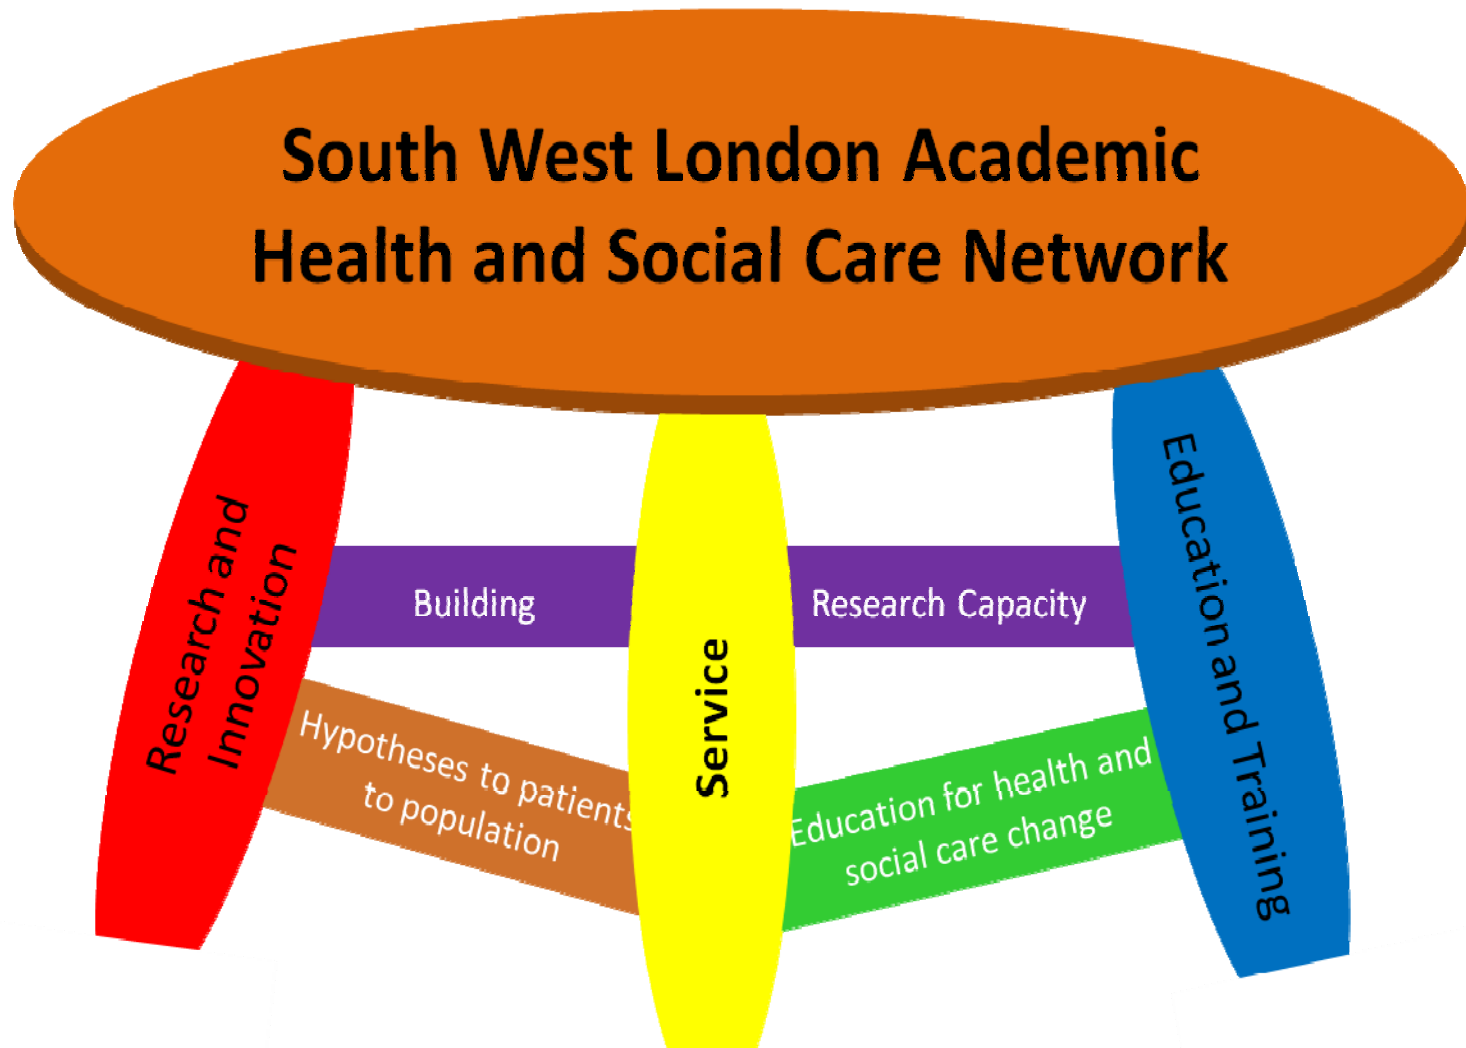 South West London Academic
Health and Social Care Network
Research and
Innovation
Building
Research Capacity
Service
Hypotheses to patients
to population
Education for health and
social care change
Education and Training